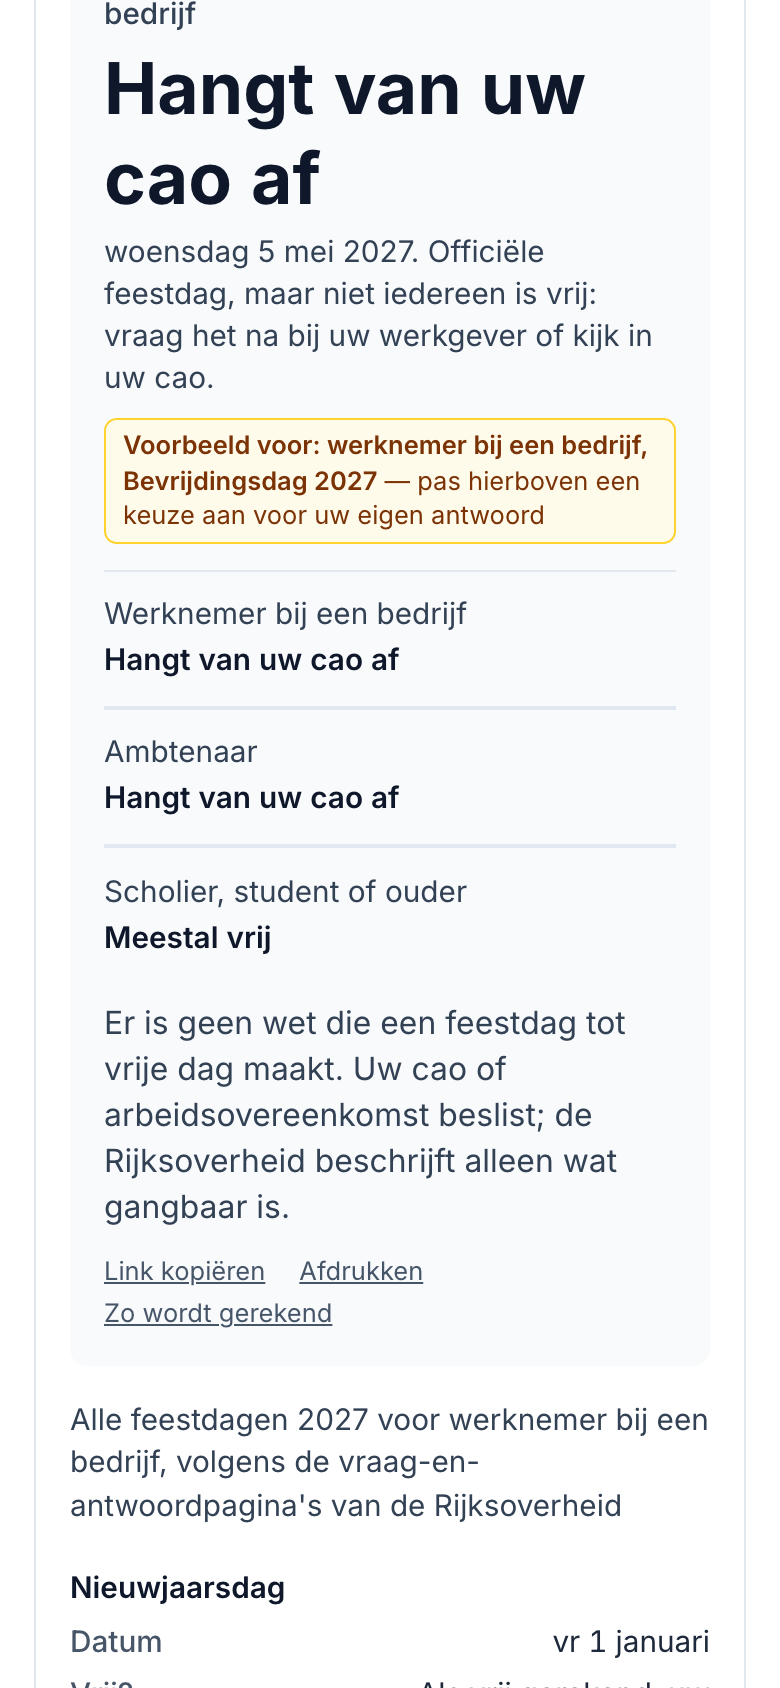 bedrijf
Hangt van uw
cao af
woensdag 5 mei 2027. Officiële
feestdag, maar niet iedereen is vrij:
vraag het na bij uw werkgever of kijk in
uw cao.
Voorbeeld voor: werknemer bij een bedrijf,
Bevrijdingsdag 2027 — pas hierboven een
keuze aan voor uw eigen antwoord
Werknemer bij een bedrijf
Hangt van uw cao af
Ambtenaar
Hangt van uw cao af
Scholier, student of ouder
Meestal vrij
Er is geen wet die een feestdag tot
vrije dag maakt. Uw cao of
arbeidsovereenkomst beslist; de
Rijksoverheid beschrijft alleen wat
gangbaar is.
Link kopiëren Afdrukken
Zo wordt gerekend
Alle feestdagen 2027 voor werknemer bij een
bedrijf, volgens de vraag-en-
antwoordpagina's van de Rijksoverheid
Nieuwjaarsdag
Datum vr 1 januari